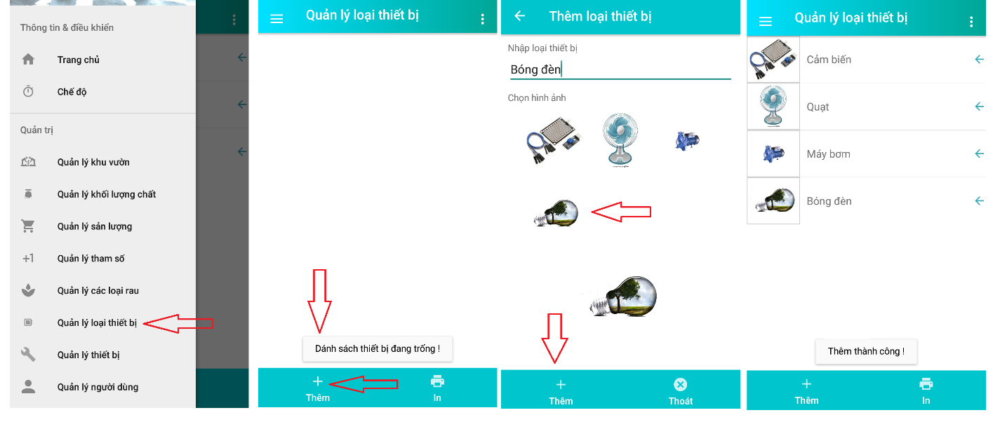 Thông tin & điều khiển
Trang chủ
Chế độ
Quản trị
Quản lý khu vườn
Quản lý khối lượng chất
Quản lý sản lượng
+1
Quản lý tham số
Quản lý các loại rau
Quản lý loại thiết bị
Quản lý thiết bị
Quản lý người dùng
Quản lý loại thiết bị
Dánh sách thiết bị đang trống !
Thêm
In
Thêm loại thiết bị
Nhập loại thiết bị
Bóng đèn
Chọn hình ảnh
Thêm
Thoát
Quản lý loại thiết bị
Cảm biến
Quạt
Máy bơm
Bóng đèn
Thêm thành công !
Thêm
In